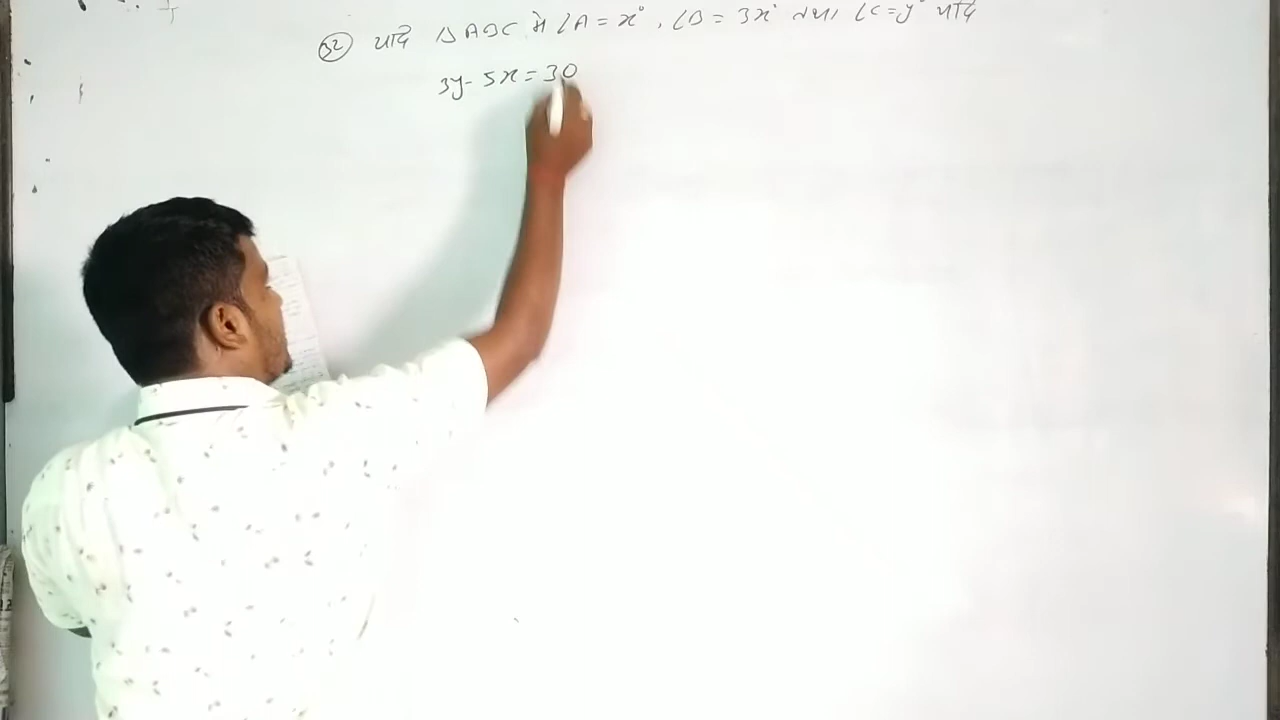 (32) यदि △ABC में ∠A = x°, ∠B = 3x° तथा ∠C = y° यदि
3y - 5x = 30